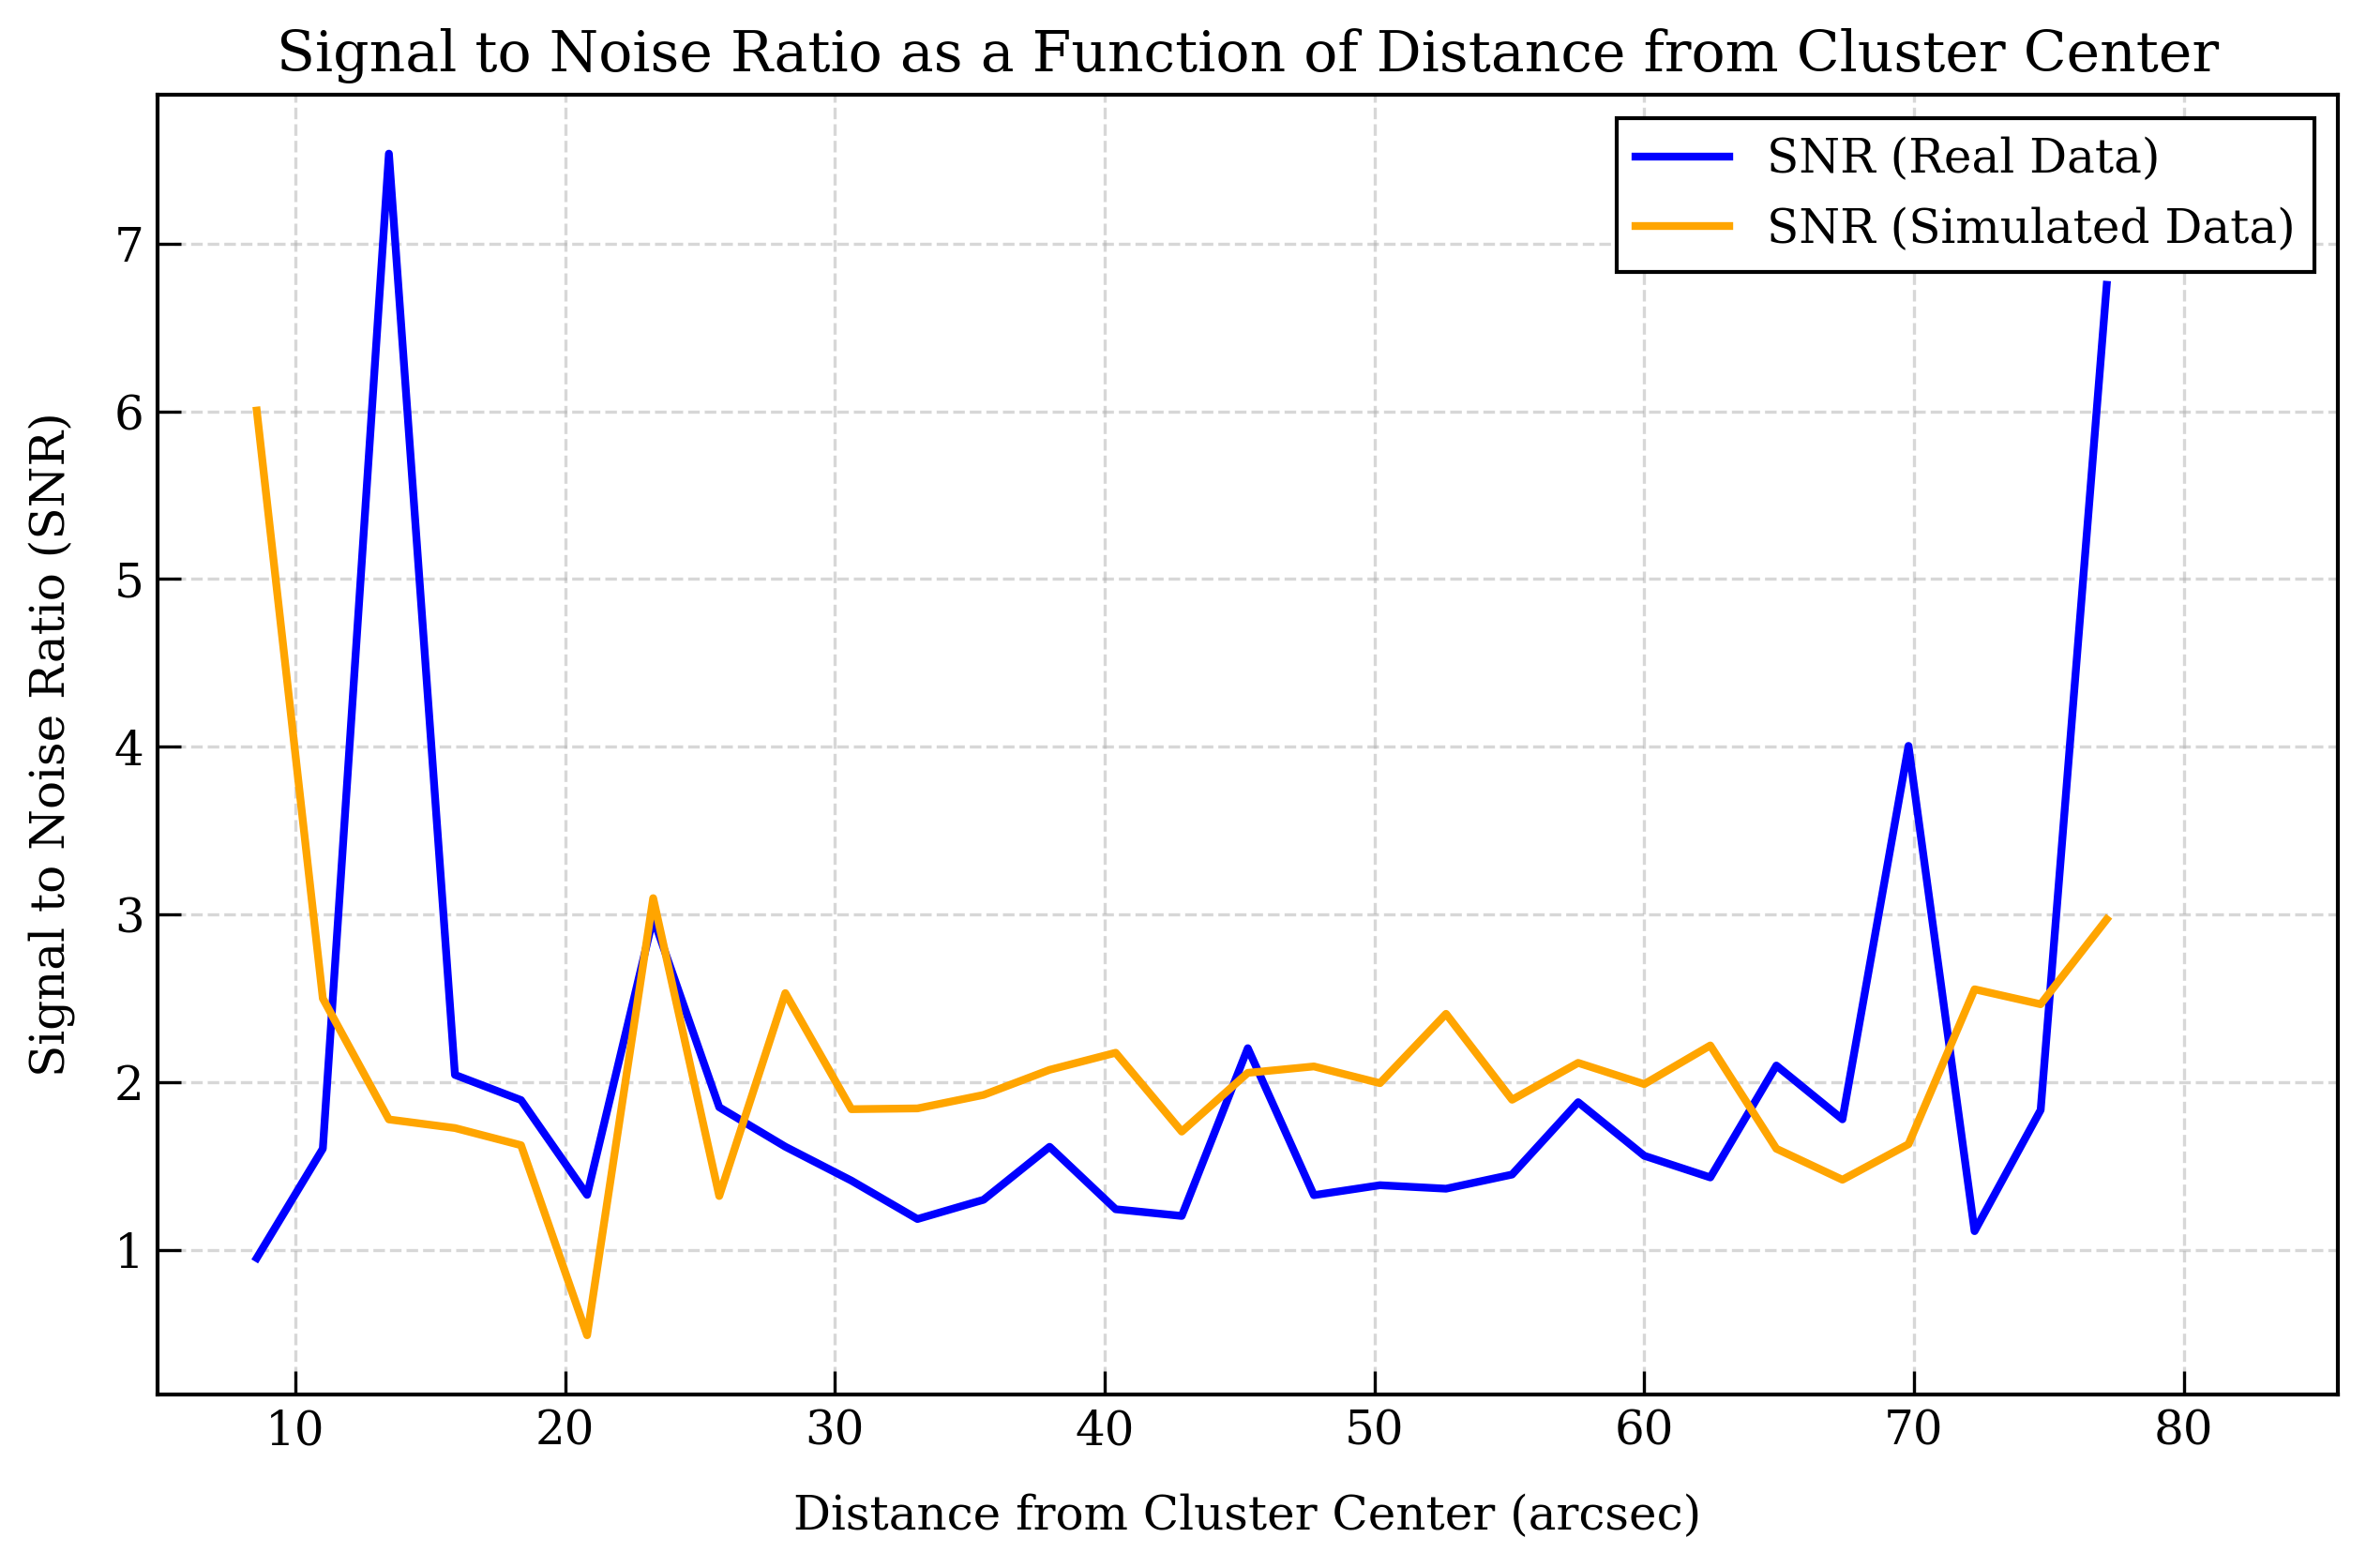 Signal to Noise Ratio as a Function of Distance from Cluster Center
SNR (Real Data)
SNR (Simulated Data)
Signal to Noise Ratio (SNR)
7
6
5
4
3
2
1
10 20 30 40 50 60 70 80
Distance from Cluster Center (arcsec)